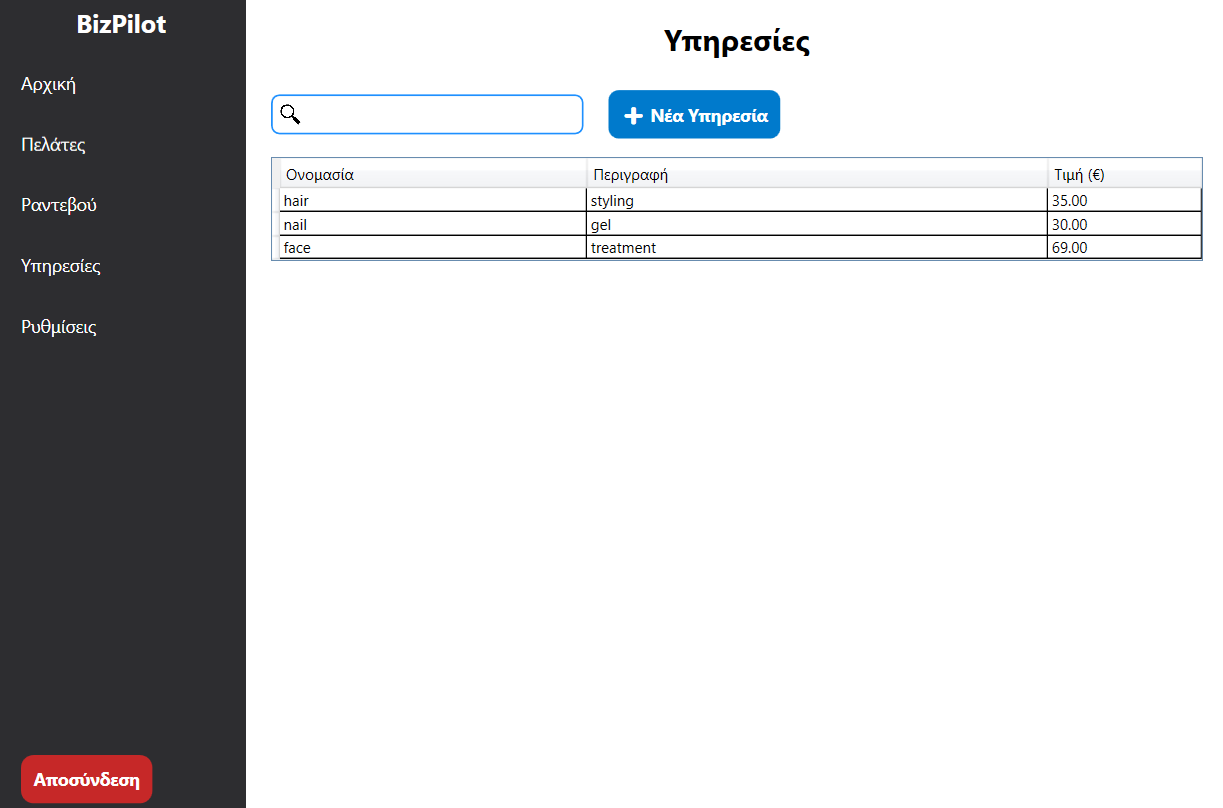 BizPilot
Αρχική
Πελάτες
Ραντεβού
Υπηρεσίες
Ρυθμίσεις
Αποσύνδεση
Υπηρεσίες
Νέα Υπηρεσία
Ονομασία Περιγραφή Τιμή (€)
hair styling 35.00
nail gel 30.00
face treatment 69.00